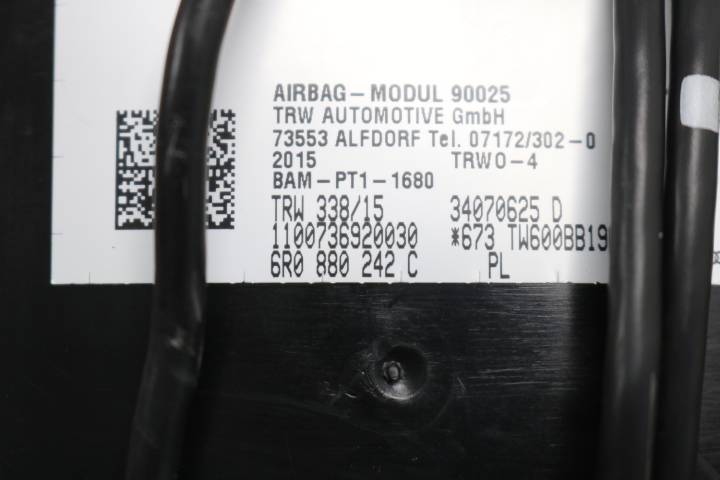 AIRBAG-MODUL 90025
TRW AUTOMOTIVE GmbH
73553 ALFDORF Tel. 07172/302-0
2015 TRWO-4
BAM-PT1-1680
TRW 338/15 34070625 D
1100736920030 *673 TW600BB19
6R0 880 242 C PL